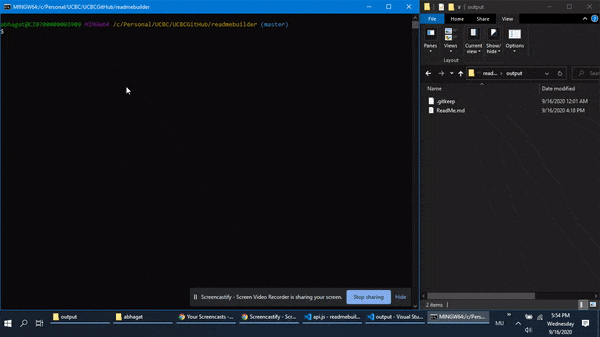 MINGW64:/c/Personal/UCBC/UCBCGitHub/readmebuilder
MINGW64 /c/Personal/UCBC/UCBCGitHub/readmebuilder (master)
$
output
File
Home
Share
View
Panes
Views
Current view
Show/hide
Options
Layout
read...
output
Name
Date modified
.gitkeep
9/16/2020 12:01 AM
ReadMe.md
9/16/2020 4:18 PM
2 items
Screencastify - Screen Video Recorder is sharing your screen.
Stop sharing
Hide
output
abhagat
Your Screencasts -...
Screencastify - Scr...
api.js - readmebuil...
output - Visual Stu...
MINGW64:/c/Pers...
MU
5:54 PM
Wednesday
9/16/2020